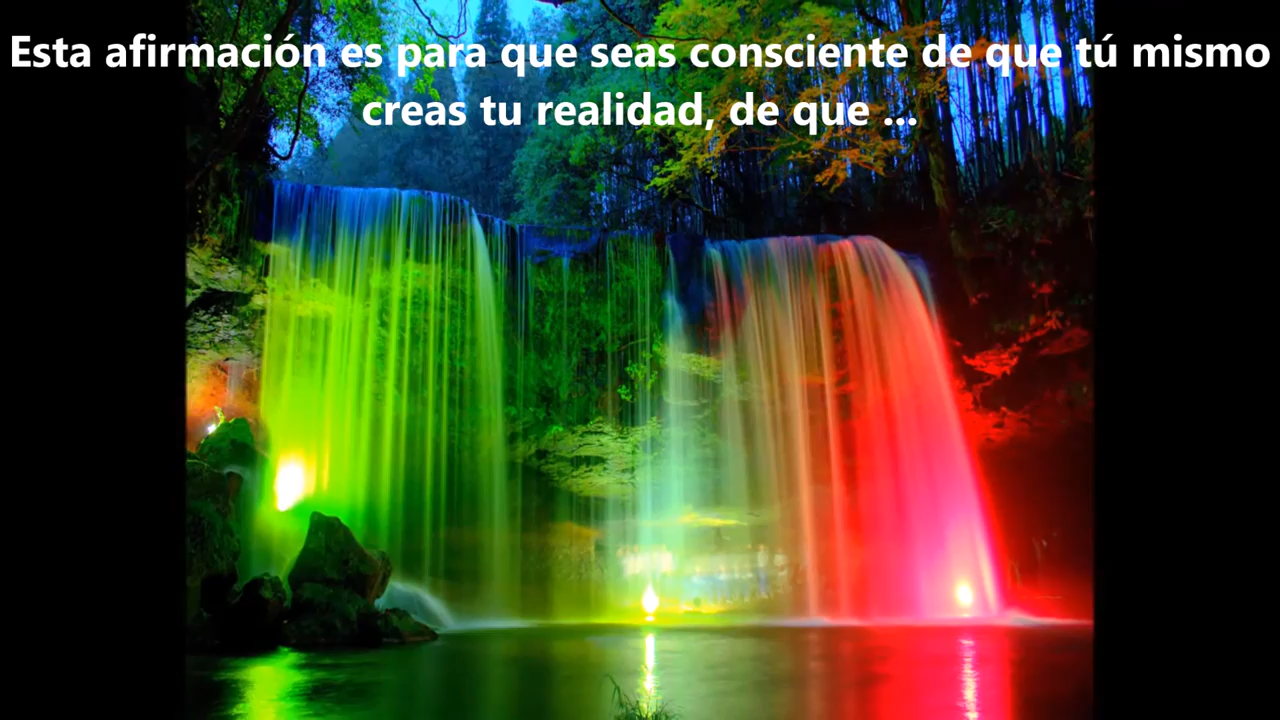 Esta afirmación es para que seas consciente de que tú mismo
creas tu realidad, de que ...